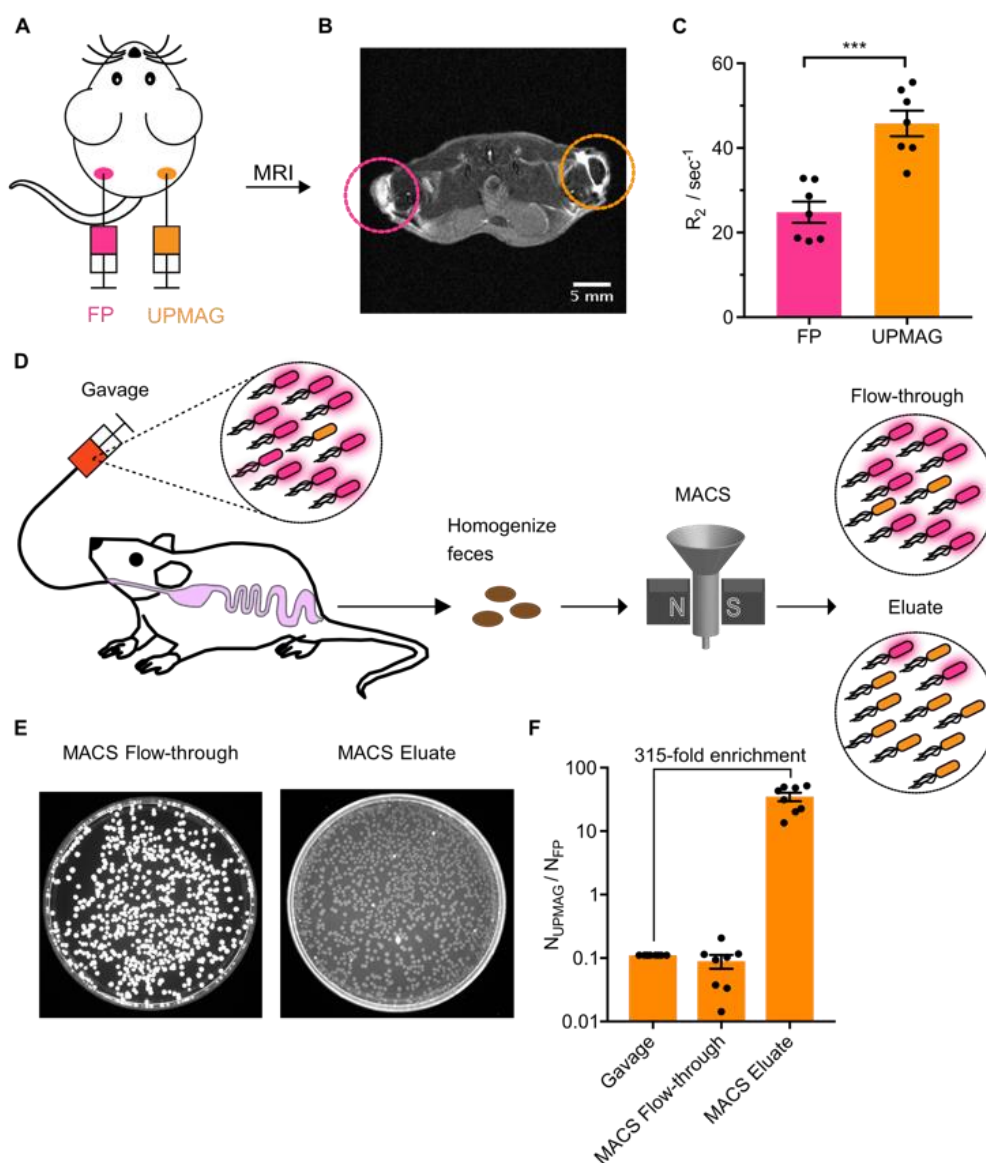 A
B
C
MRI
FP
UPMAG
5 mm
***
60
40
20
0
R2 / sec-1
FP
UPMAG
D
Gavage
Homogenize
feces
MACS
N
S
Flow-through
Eluate
E
MACS Flow-through
MACS Eluate
F
315-fold enrichment
100
10
1
0.1
0.01
NUPMAG / NFP
Gavage
MACS Flow-through
MACS Eluate